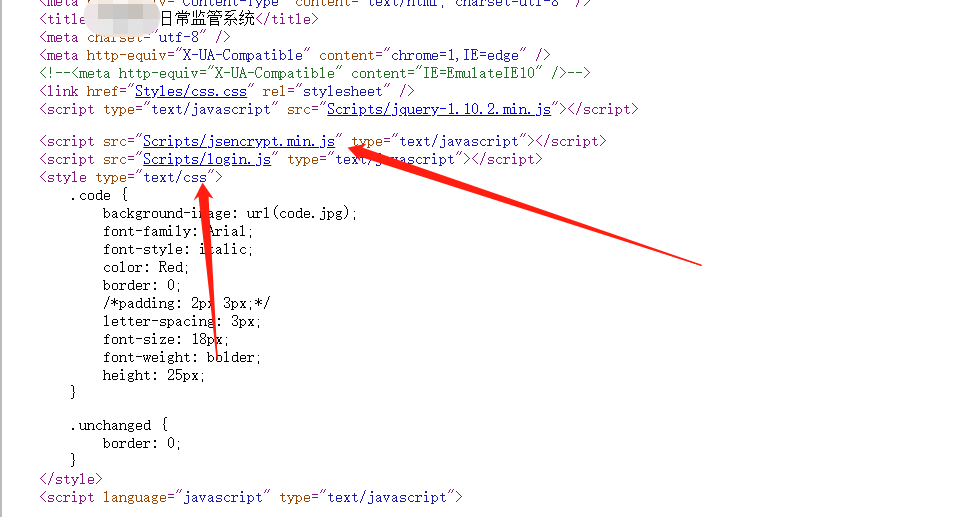 <meta http-equiv="Content-Type" content="text/html; charset=utf-8" />
<title>日常监管系统</title>
<meta charset="utf-8" />
<meta http-equiv="X-UA-Compatible" content="chrome=1,IE=edge" />
<!--<meta http-equiv="X-UA-Compatible" content="IE=EmulateIE10" />-->
<link href="Styles/css.css" rel="stylesheet" />
<script type="text/javascript" src="Scripts/jquery-1.10.2.min.js"></script>
<script src="Scripts/jsencrypt.min.js" type="text/javascript"></script>
<script src="Scripts/login.js" type="text/javascript"></script>
<style type="text/css">
.code {
background-image: url(code.jpg);
font-family: Arial;
font-style: italic;
color: Red;
border: 0;
/*padding: 2px 3px;*/
letter-spacing: 3px;
font-size: 18px;
font-weight: bolder;
height: 25px;
}
.unchanged {
border: 0;
}
</style>
<script language="javascript" type="text/javascript">